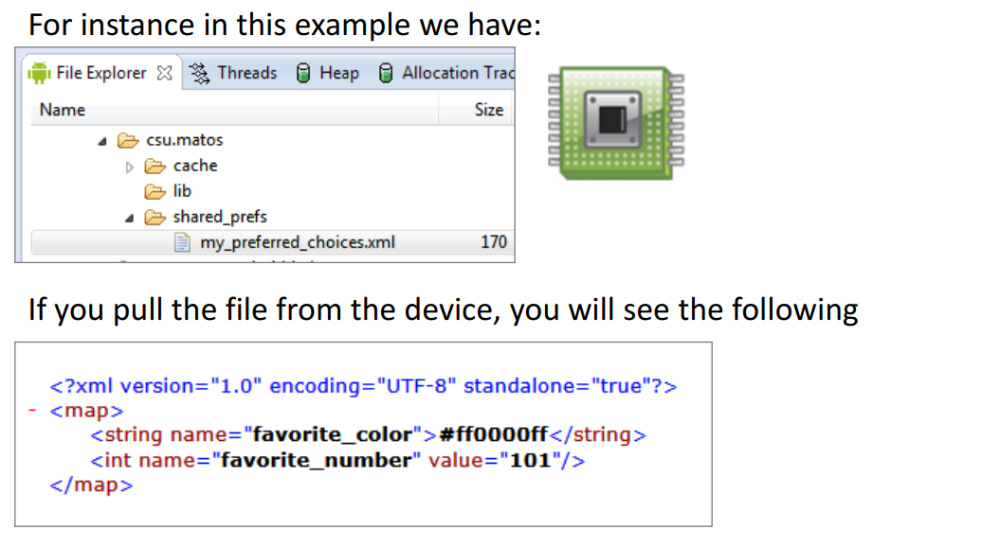 For instance in this example we have:
File Explorer Threads Heap Allocation Trac
Name Size
csu.matos
cache
lib
shared_prefs
my_preferred_choices.xml 170
If you pull the file from the device, you will see the following
<?xml version="1.0" encoding="UTF-8" standalone="true"?>
- <map>
<string name="favorite_color">#ff0000ff</string>
<int name="favorite_number" value="101"/>
</map>